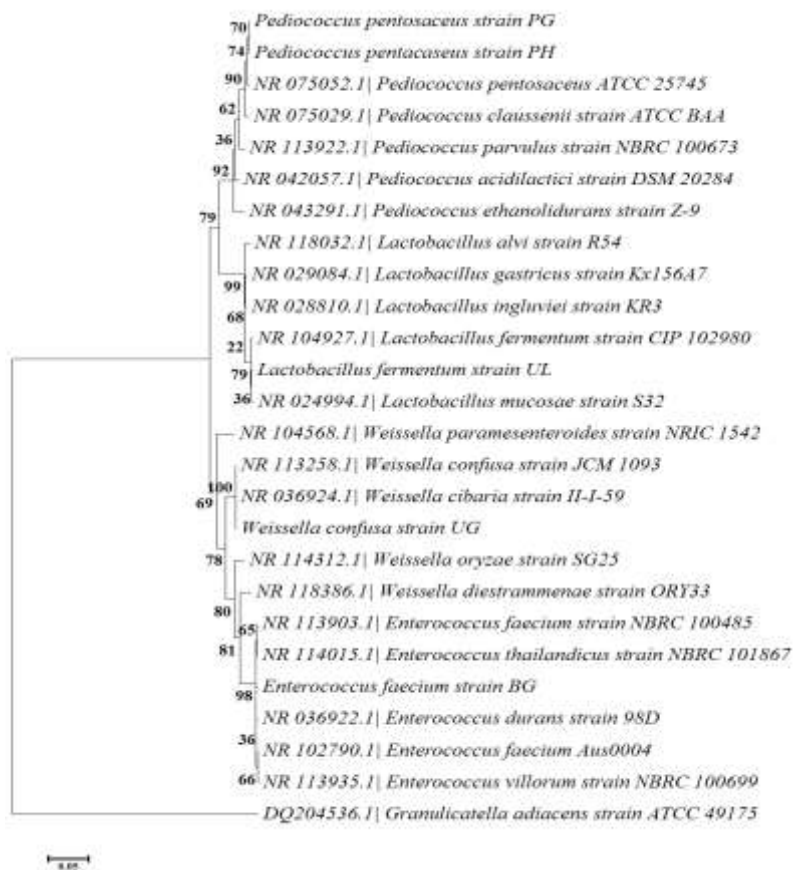 70
Pediococcus pentosaceus strain PG
74
Pediococcus pentacaseus strain PH
90
NR 075052.1| Pediococcus pentosaceus ATCC 25745
62
NR 075029.1| Pediococcus claussenii strain ATCC BAA
36
NR 113922.1| Pediococcus parvulus strain NBRC 100673
92
NR 042057.1| Pediococcus acidilactici strain DSM 20284
NR 043291.1| Pediococcus ethanolidurans strain Z-9
79
NR 118032.1| Lactobacillus alvi strain R54
NR 029084.1| Lactobacillus gastricus strain Kx156A7
99
NR 028810.1| Lactobacillus ingluviei strain KR3
68
NR 104927.1| Lactobacillus fermentum strain CIP 102980
22
Lactobacillus fermentum strain UL
79
NR 024994.1| Lactobacillus mucosae strain S32
36
NR 104568.1| Weissella paramesenteroides strain NRIC 1542
NR 113258.1| Weissella confusa strain JCM 1093
100
NR 036924.1| Weissella cibaria strain II-I-59
69
Weissella confusa strain UG
78
NR 114312.1| Weissella oryzae strain SG25
NR 118386.1| Weissella diestrammenae strain ORY33
80
NR 113903.1| Enterococcus faecium strain NBRC 100485
65
NR 114015.1| Enterococcus thailandicus strain NBRC 101867
81
Enterococcus faecium strain BG
98
NR 036922.1| Enterococcus durans strain 98D
36
NR 102790.1| Enterococcus faecium Aus0004
66
NR 113935.1| Enterococcus villorum strain NBRC 100699
DQ204536.1| Granulicatella adiacens strain ATCC 49175
0.05